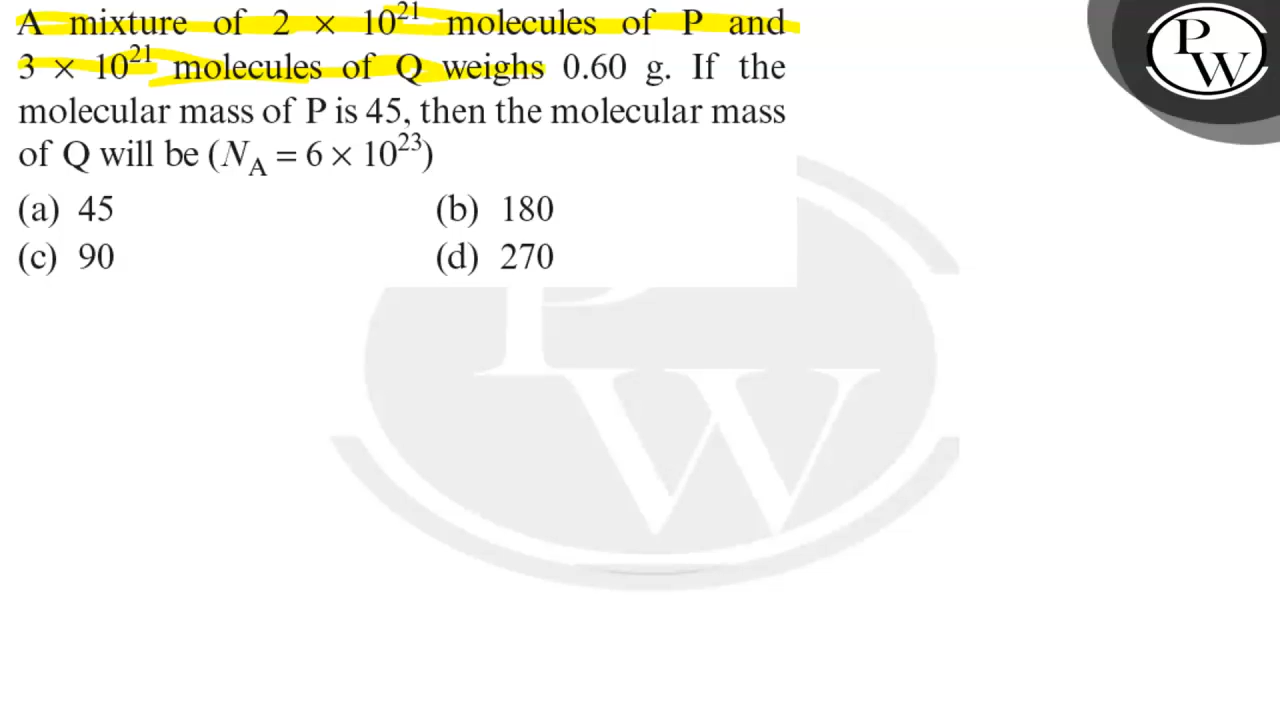 A mixture of 2 × 10²¹ molecules of P and
3 × 10²¹ molecules of Q weighs 0.60 g. If the
molecular mass of P is 45, then the molecular mass
of Q will be (N_A = 6 × 10²³)
(a) 45 (b) 180
(c) 90 (d) 270
PW
PW